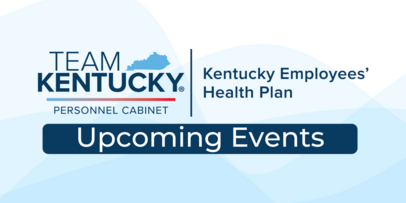 TEAM
KENTUCKY®
PERSONNEL CABINET
Kentucky Employees'
Health Plan
Upcoming Events